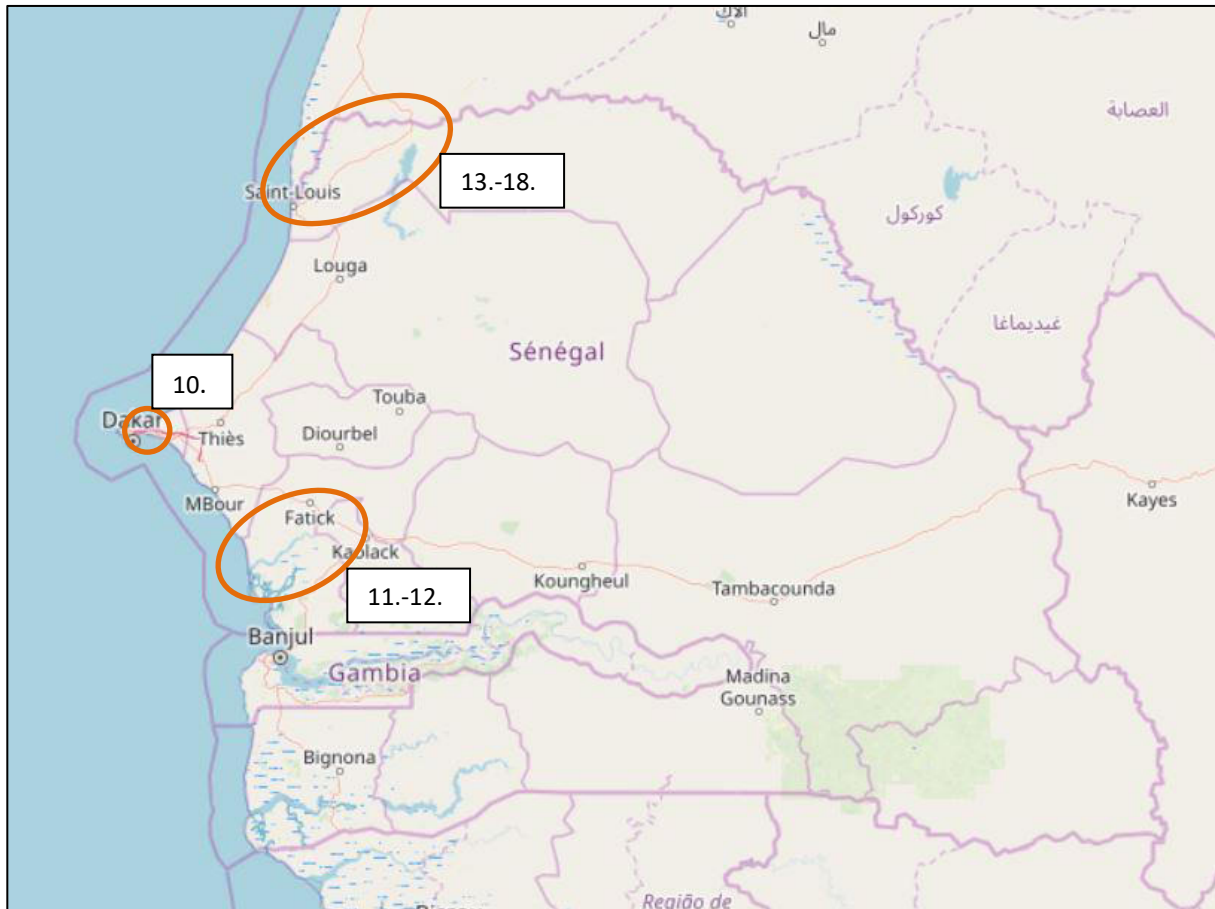 ألاك
مال
العصابة
13.-18.
Saint-Louis
كوركول
Louga
غيديماغا
Sénégal
10.
Touba
Dakar
Thiès
Diourbel
MBour
Kayes
Fatick
Kaolack
Koungheul
Tambacounda
11.-12.
Banjul
Gambia
Madina
Gounass
Bignona
Região de